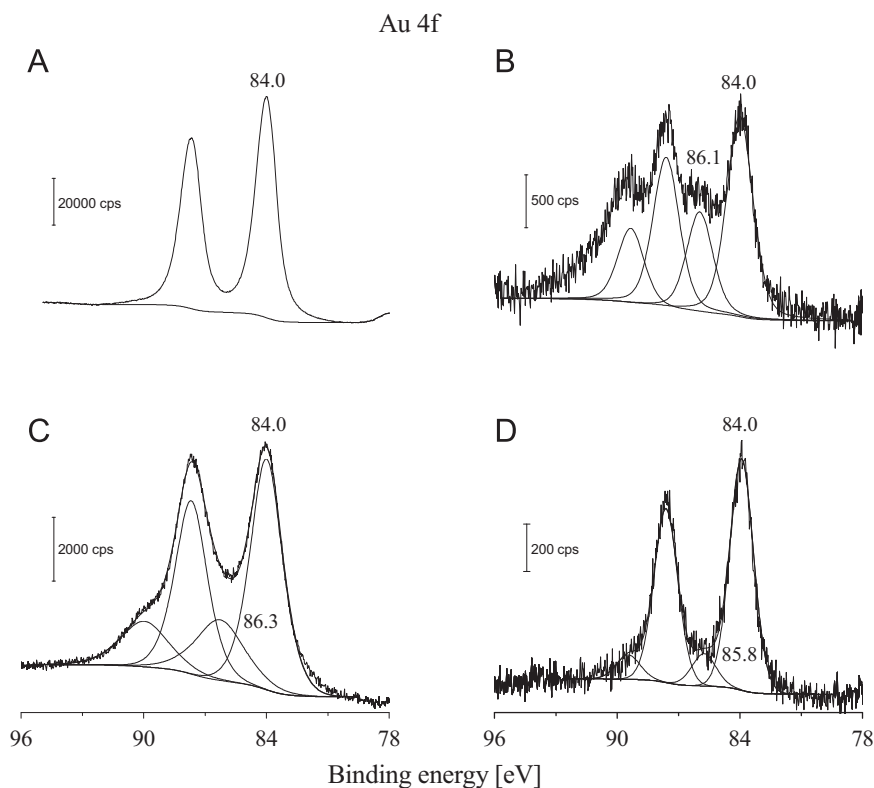 Au 4f
A
84.0
20000 cps
B
84.0
86.1
500 cps
C
84.0
2000 cps
86.3
D
84.0
200 cps
85.8
96 90 84 78
96 90 84 78
Binding energy [eV]